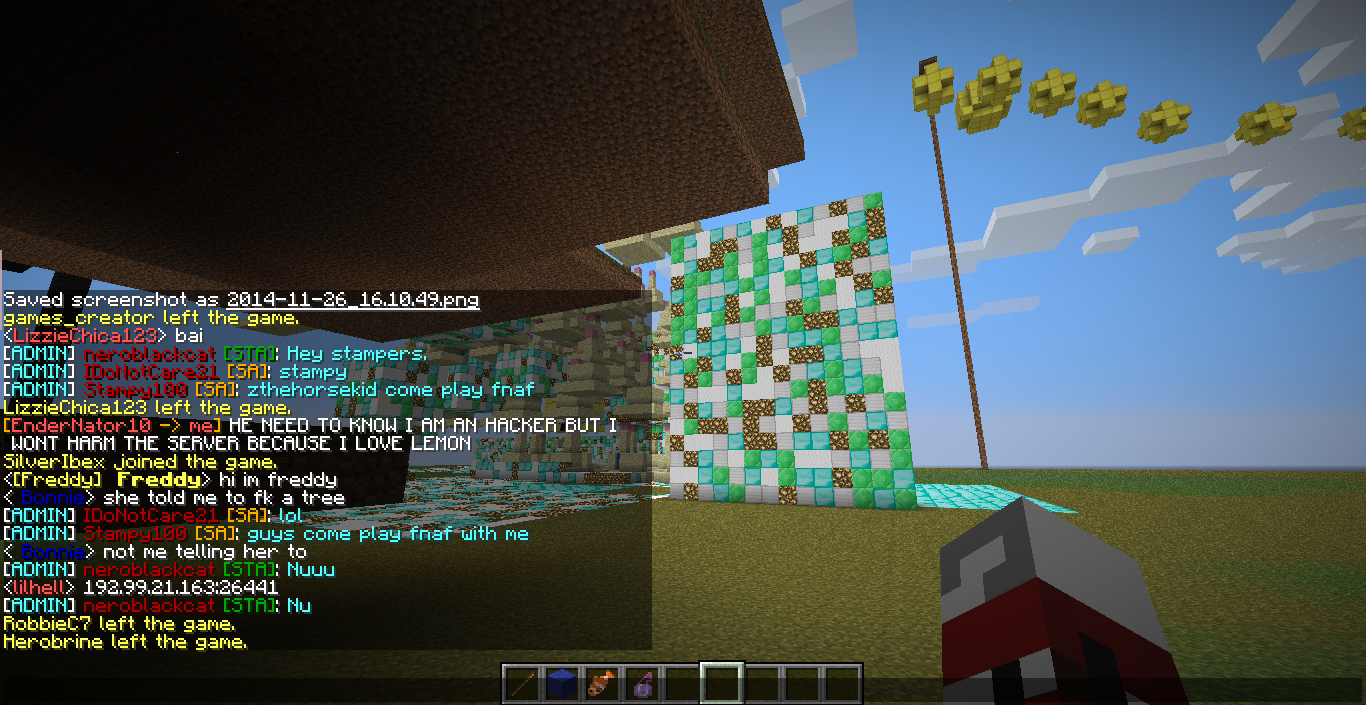 Saved screenshot as 2014-11-26_16.10.49.png
games_creator left the game.
<LizzieChica123> bai
[ADMIN] neroblackcat [STA]: Hey stampers.
[ADMIN] IDoNotCare21 [SA]: stampy
[ADMIN] Stampy100 [SA]: zthehorsekid come play fnaf
LizzieChica123 left the game.
[EnderNator10 -> me] HE NEED TO KNOW I AM AN HACKER BUT I
WONT HARM THE SERVER BECAUSE I LOVE LEMON
SilverIbex joined the game.
<[Freddy] Freddy> hi im freddy
< Bonnie> she told me to fk a tree
[ADMIN] IDoNotCare21 [SA]: lol
[ADMIN] Stampy100 [SA]: guys come play fnaf with me
< Bonnie> not me telling her to
[ADMIN] neroblackcat [STA]: Nuuu
<lilhell> 192.99.21.163:26441
[ADMIN] neroblackcat [STA]: Nu
RobbieC7 left the game.
Herobrine left the game.